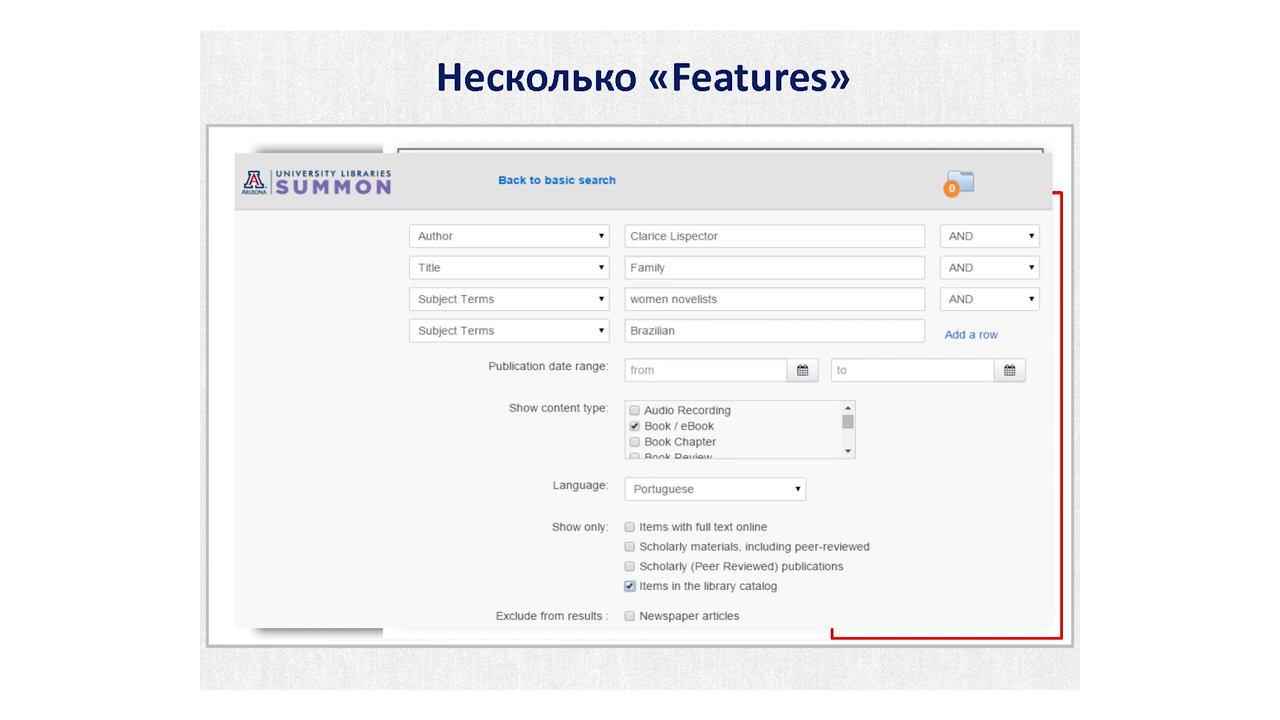 Несколько «Features»
ARIZONA
UNIVERSITY LIBRARIES
SUMMON
Back to basic search
0
Author Clarice Lispector AND
Title Family AND
Subject Terms women novelists AND
Subject Terms Brazilian Add a row
Publication date range: from to
Show content type: Audio Recording
Book / eBook
Book Chapter
Book Review
Language: Portuguese
Show only: Items with full text online
Scholarly materials, including peer-reviewed
Scholarly (Peer Reviewed) publications
Items in the library catalog
Exclude from results : Newspaper articles